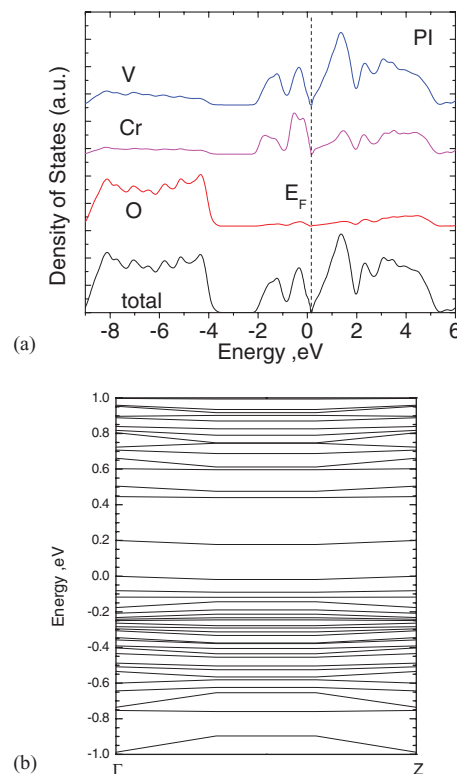 PI
V
Cr
O
E_F
total
Density of States (a.u.)
-8 -6 -4 -2 0 2 4 6
Energy ,eV
(a)
1.0
0.8
0.6
0.4
0.2
0.0
-0.2
-0.4
-0.6
-0.8
-1.0
Energy ,eV
Γ Z
(b)